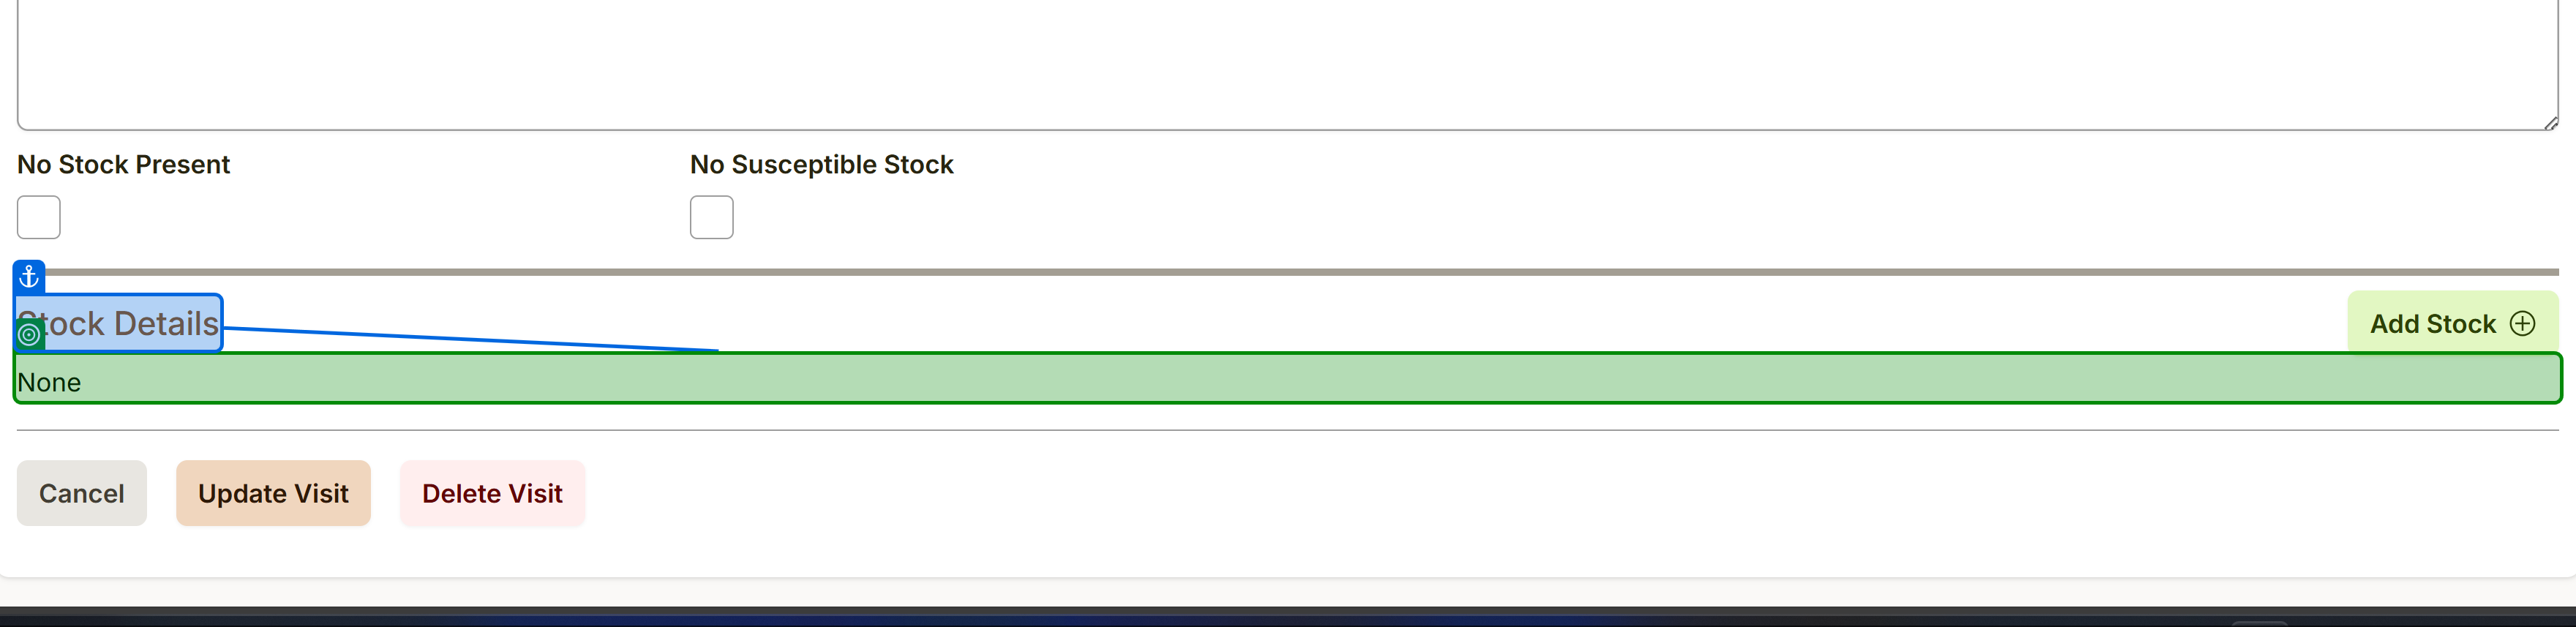 No Stock Present
No Susceptible Stock
Stock Details
Add Stock
None
Cancel
Update Visit
Delete Visit